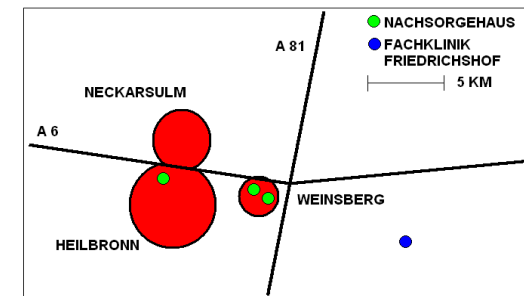 NACHSORGEHAUS
A 81
FACHKLINIK
FRIEDRICHSHOF
5 KM
NECKARSULM
A 6
WEINSBERG
HEILBRONN